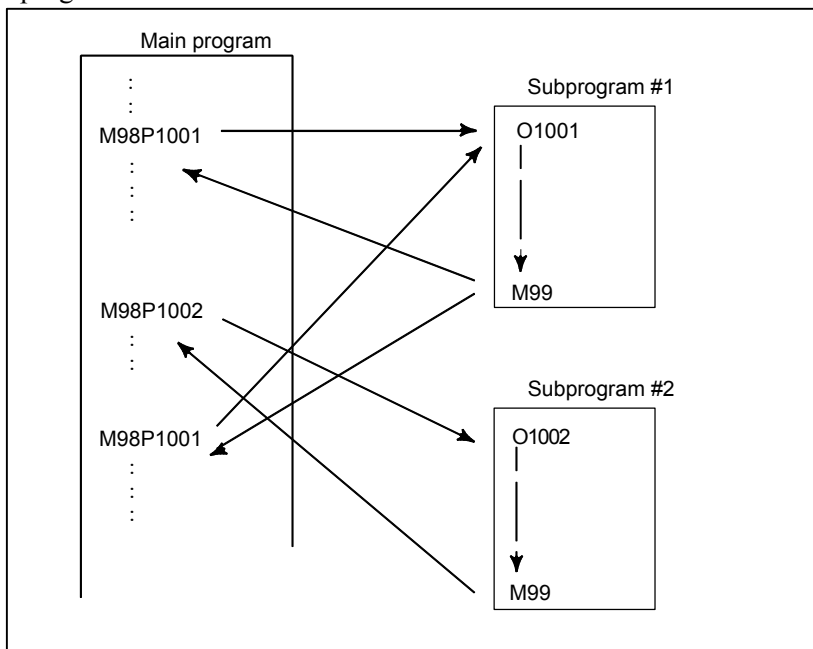 Main program
:
:
M98P1001
:
:
:
M98P1002
:
:
M98P1001
:
:
:
Subprogram #1
O1001
M99
Subprogram #2
O1002
M99